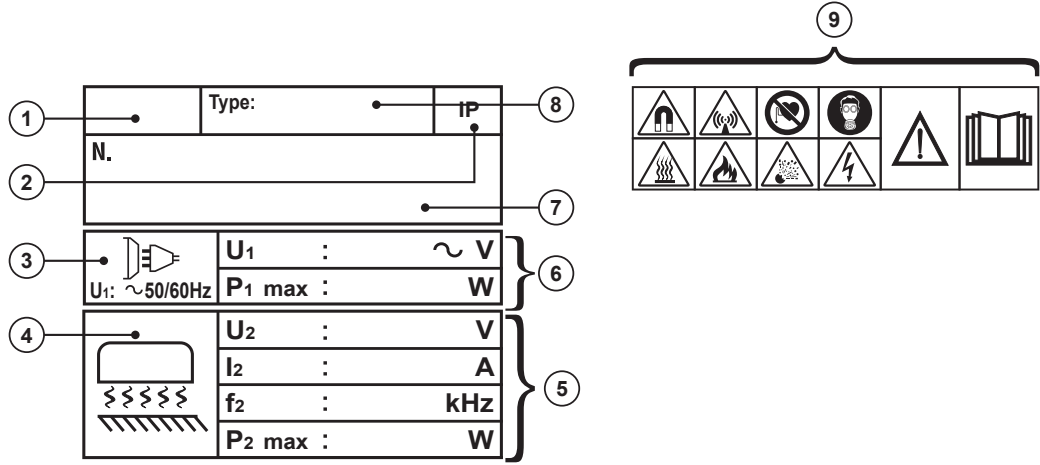 9
1
Type:
IP
8
N.
2
7
3
U1: ~50/60Hz
U1 : ~ V
P1 max : W
6
4
U2 : V
I2 : A
f2 : kHz
P2 max : W
5